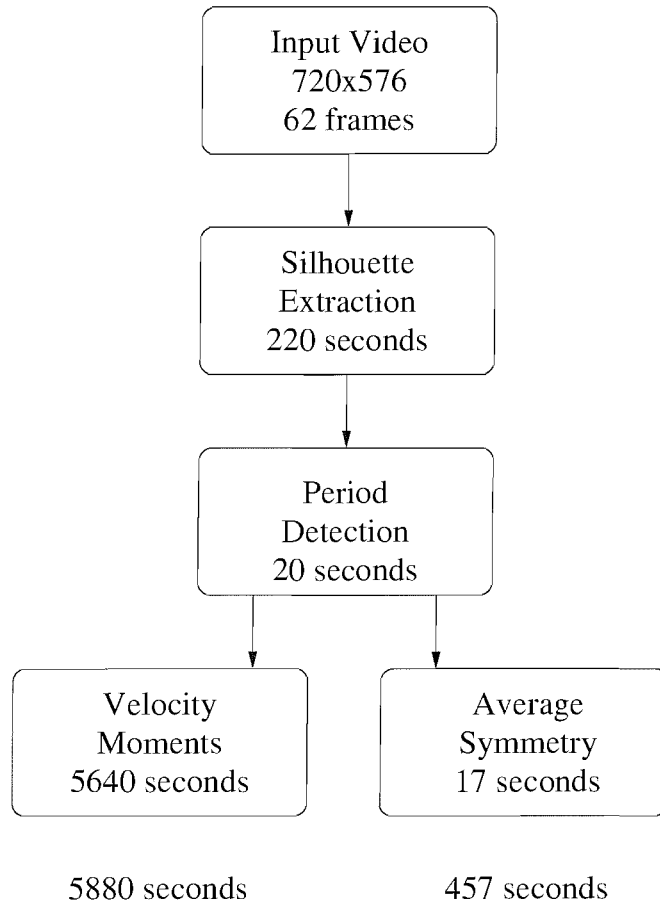 Input Video
720x576
62 frames
Silhouette
Extraction
220 seconds
Period
Detection
20 seconds
Velocity
Moments
5640 seconds
Average
Symmetry
17 seconds
5880 seconds
457 seconds